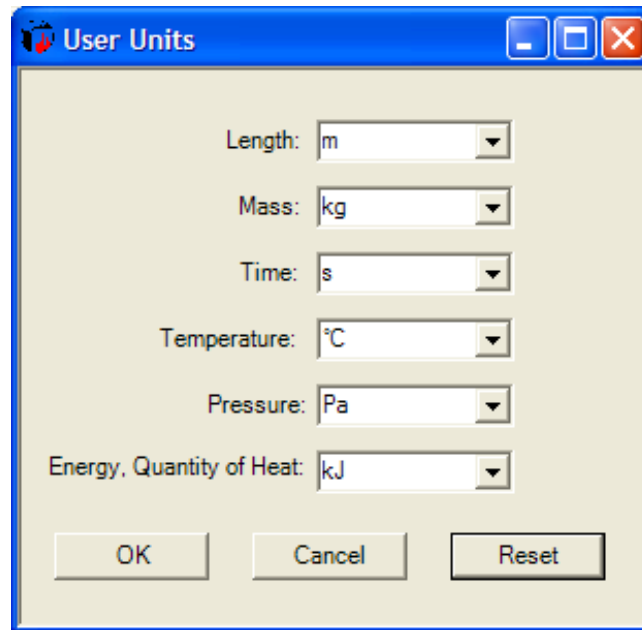 User Units
Length: m
Mass: kg
Time: s
Temperature: °C
Pressure: Pa
Energy, Quantity of Heat: kJ
OK Cancel Reset